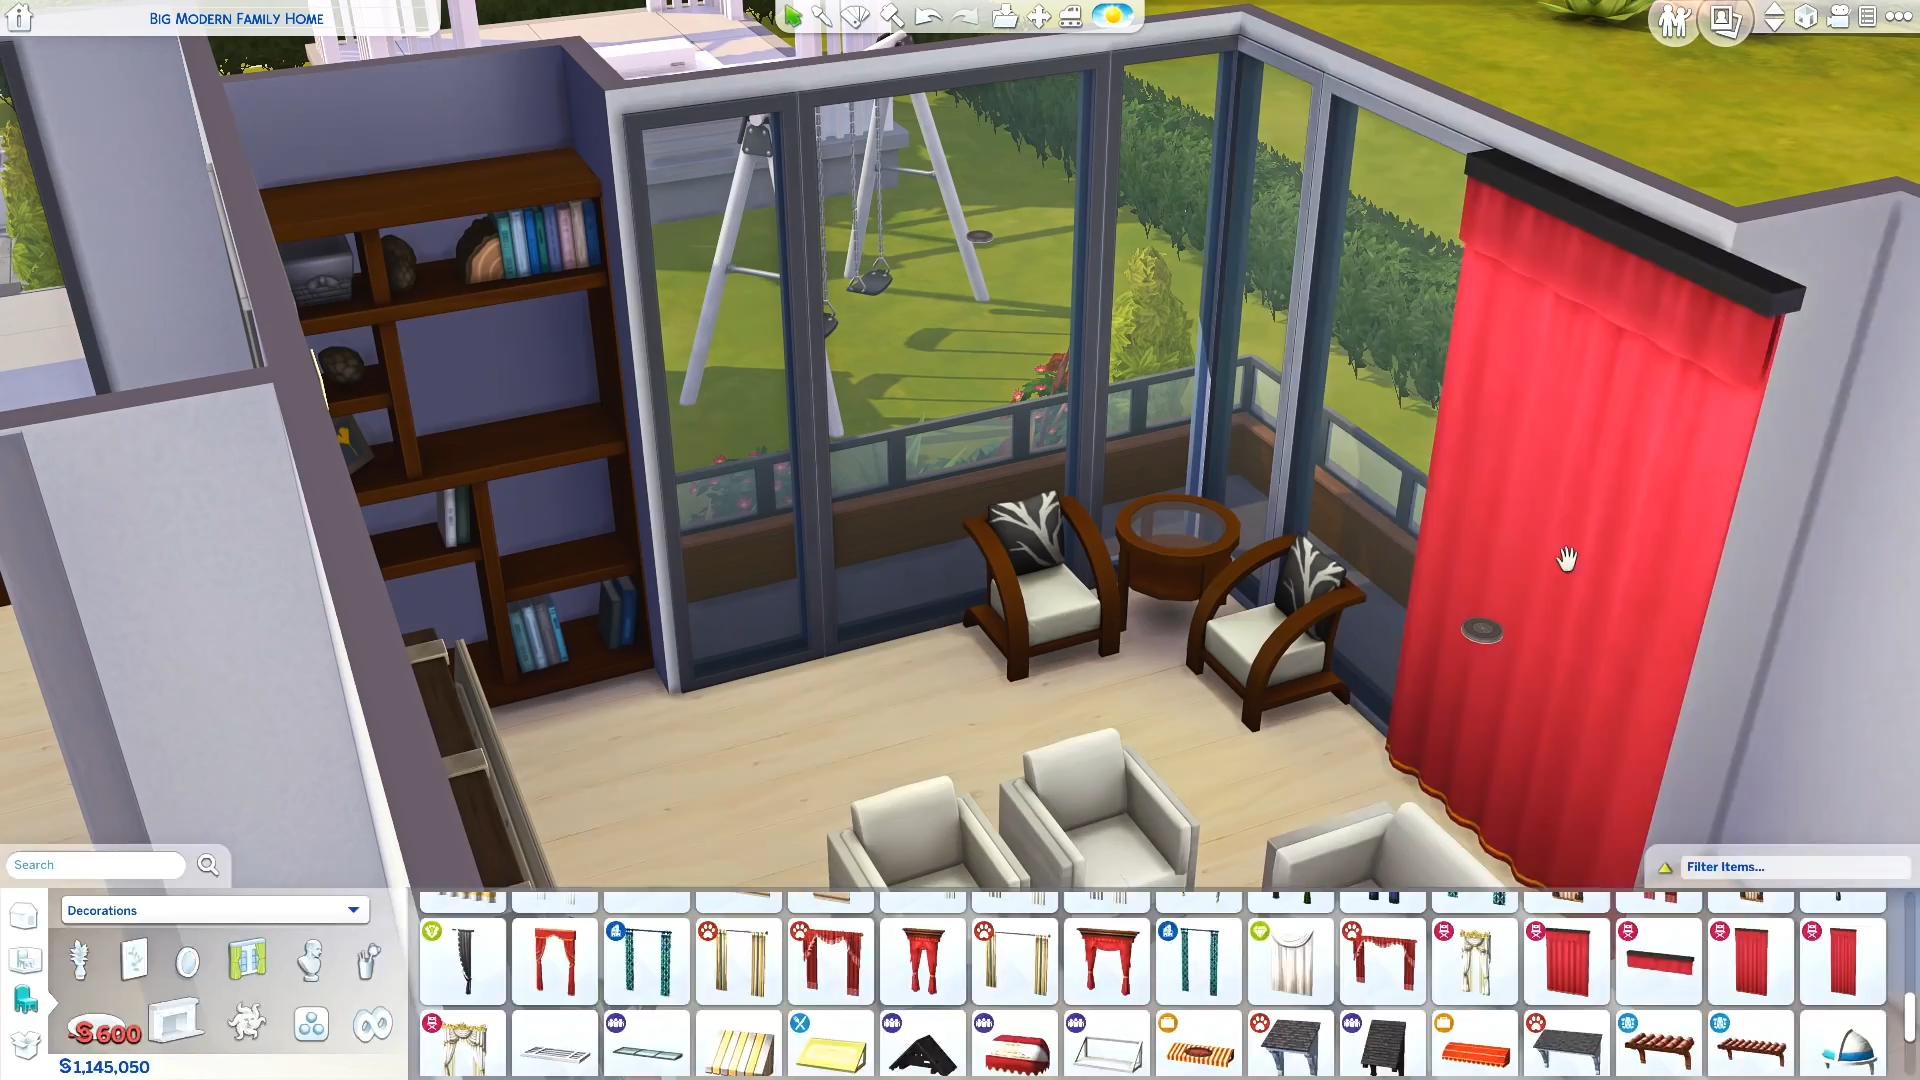 Big Modern Family Home
Search
Filter Items...
Decorations
§600
§1,145,050